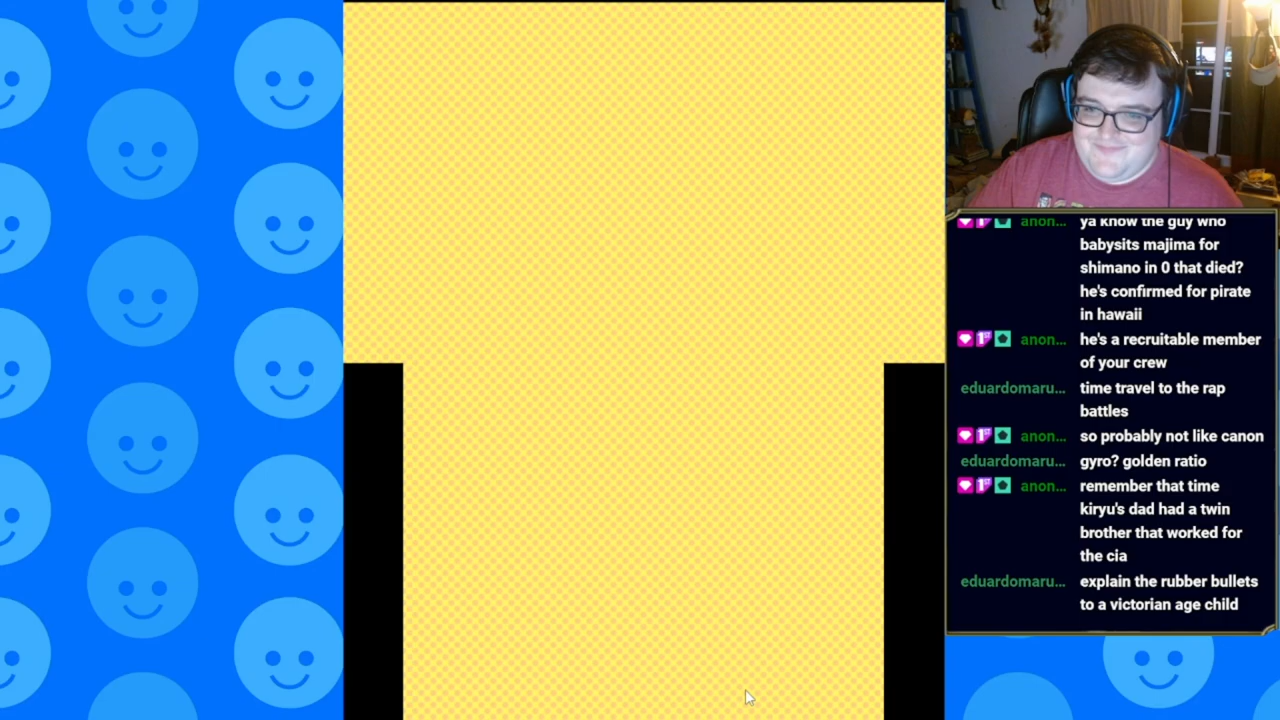 anon... ya know the guy who
babysits majima for
shimano in 0 that died?
he's confirmed for pirate
in hawaii
1ST anon... he's a recruitable member
of your crew
eduardomaru... time travel to the rap
battles
1ST anon... so probably not like canon
eduardomaru... gyro? golden ratio
1ST anon... remember that time
kiryu's dad had a twin
brother that worked for
the cia
eduardomaru... explain the rubber bullets
to a victorian age child